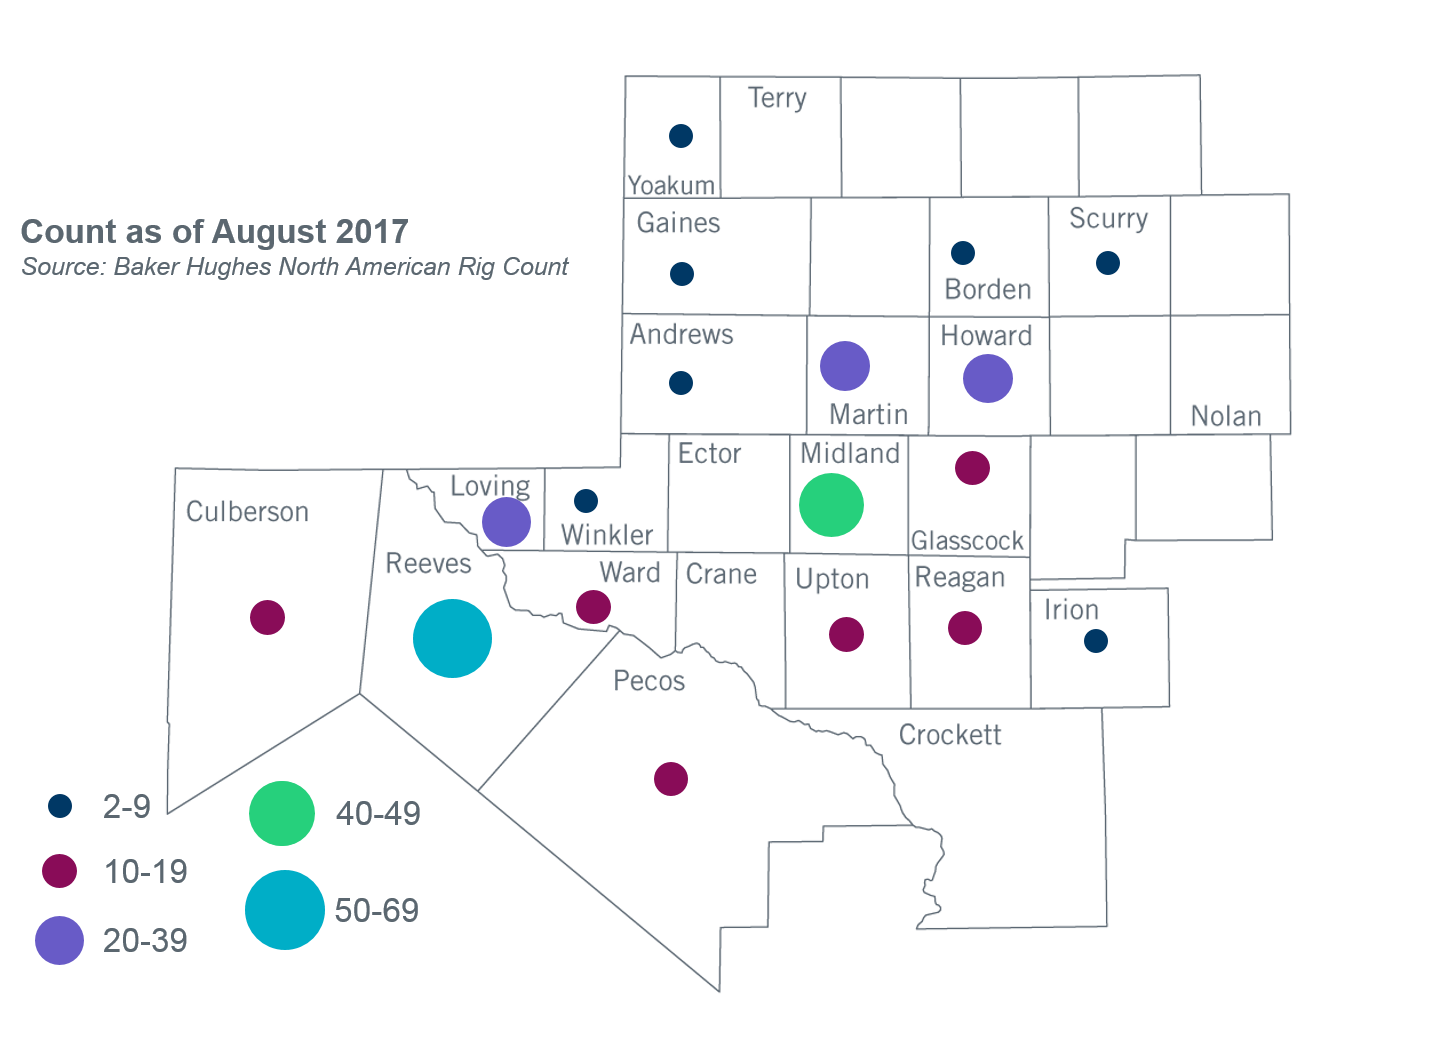 Terry
Yoakum
Count as of August 2017
Source: Baker Hughes North American Rig Count
Gaines
Scurry
Borden
Andrews
Howard
Martin
Nolan
Ector
Midland
Loving
Culberson
Winkler
Glasscock
Reeves
Ward
Crane
Upton
Reagan
Irion
Pecos
Crockett
2-9
40-49
10-19
50-69
20-39